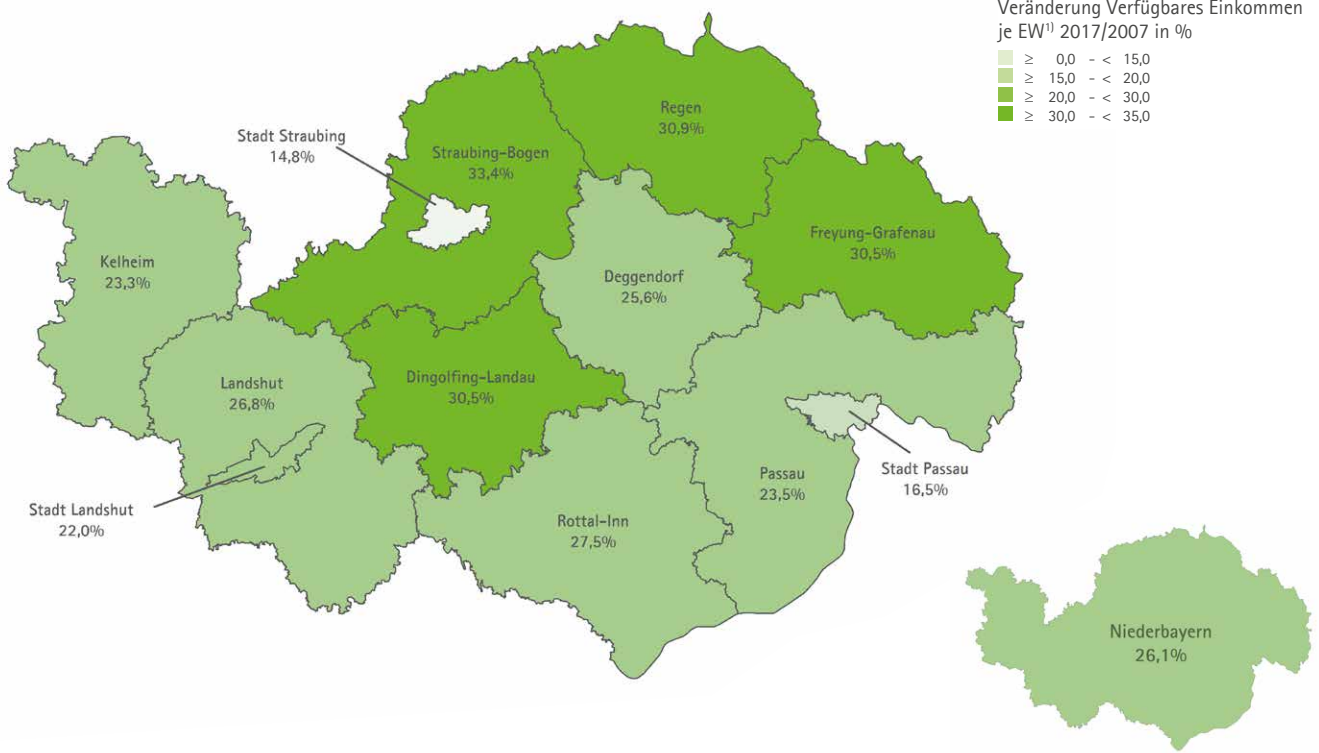 Veränderung Verfügbares Einkommen
je EW¹⁾ 2017/2007 in %
≥ 0,0 - < 15,0
≥ 15,0 - < 20,0
≥ 20,0 - < 30,0
≥ 30,0 - < 35,0
Regen
30,9%
Stadt Straubing
14,8%
Straubing-Bogen
33,4%
Freyung-Grafenau
30,5%
Kelheim
23,3%
Deggendorf
25,6%
Landshut
26,8%
Dingolfing-Landau
30,5%
Passau
23,5%
Stadt Passau
16,5%
Stadt Landshut
22,0%
Rottal-Inn
27,5%
Niederbayern
26,1%